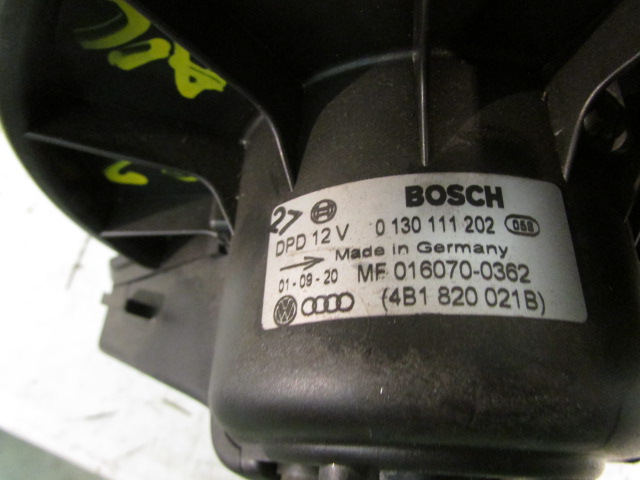 BOSCH
27
0 130 111 202 058
DPD 12 V
Made in Germany
MF 016070-0362
01-09-20
(4B1 820 021B)